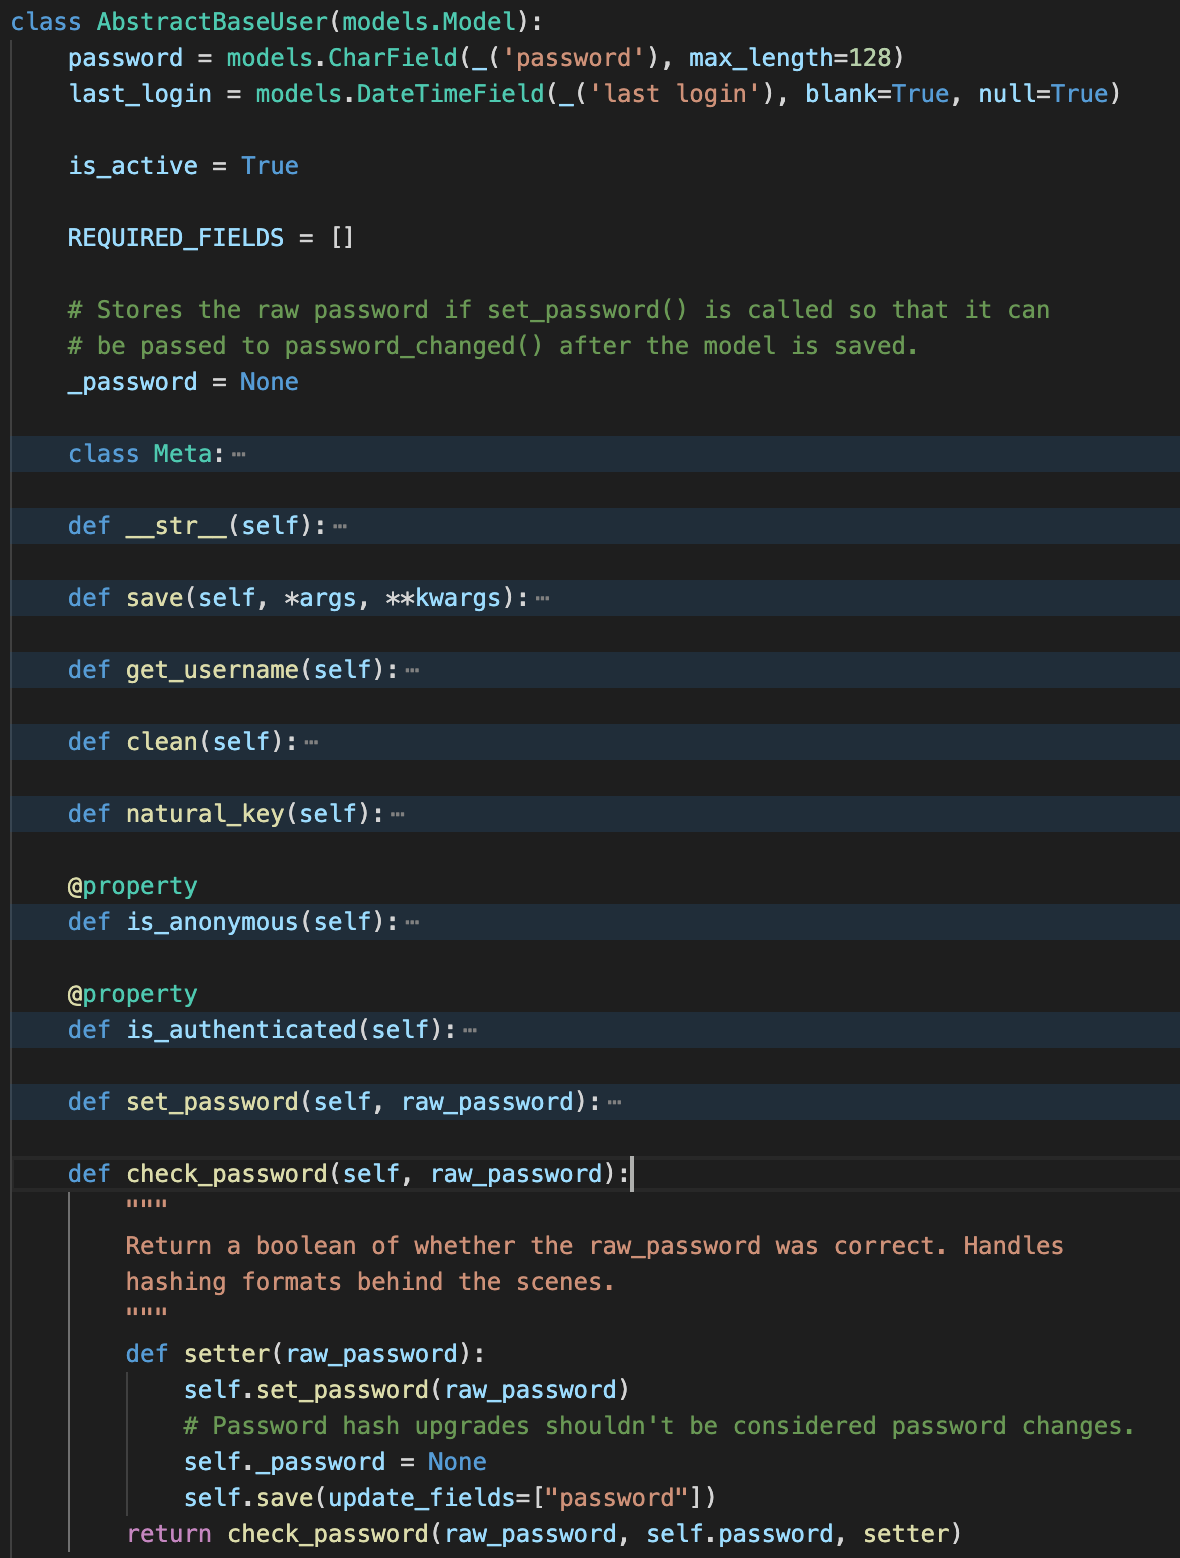 class AbstractBaseUser(models.Model):
    password = models.CharField(_('password'), max_length=128)
    last_login = models.DateTimeField(_('last login'), blank=True, null=True)

    is_active = True

    REQUIRED_FIELDS = []

    # Stores the raw password if set_password() is called so that it can
    # be passed to password_changed() after the model is saved.
    _password = None

    class Meta:⋯

    def __str__(self):⋯

    def save(self, *args, **kwargs):⋯

    def get_username(self):⋯

    def clean(self):⋯

    def natural_key(self):⋯

    @property
    def is_anonymous(self):⋯

    @property
    def is_authenticated(self):⋯

    def set_password(self, raw_password):⋯

    def check_password(self, raw_password):
        """
        Return a boolean of whether the raw_password was correct. Handles
        hashing formats behind the scenes.
        """
        def setter(raw_password):
            self.set_password(raw_password)
            # Password hash upgrades shouldn't be considered password changes.
            self._password = None
            self.save(update_fields=["password"])
        return check_password(raw_password, self.password, setter)